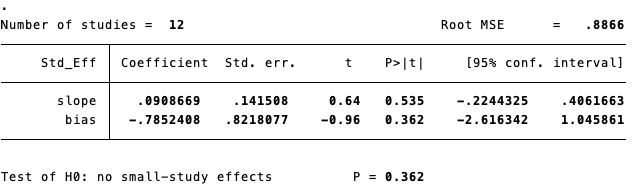 .
Number of studies =  12                                Root MSE      =   .8866
Std_Eff | Coefficient  Std. err.      t    P>|t|     [95% conf. interval]
slope |   .0908669    .141508     0.64   0.535    -.2244325    .4061663
bias |  -.7852408   .8218077    -0.96   0.362    -2.616342    1.045861
Test of H0: no small-study effects          P = 0.362